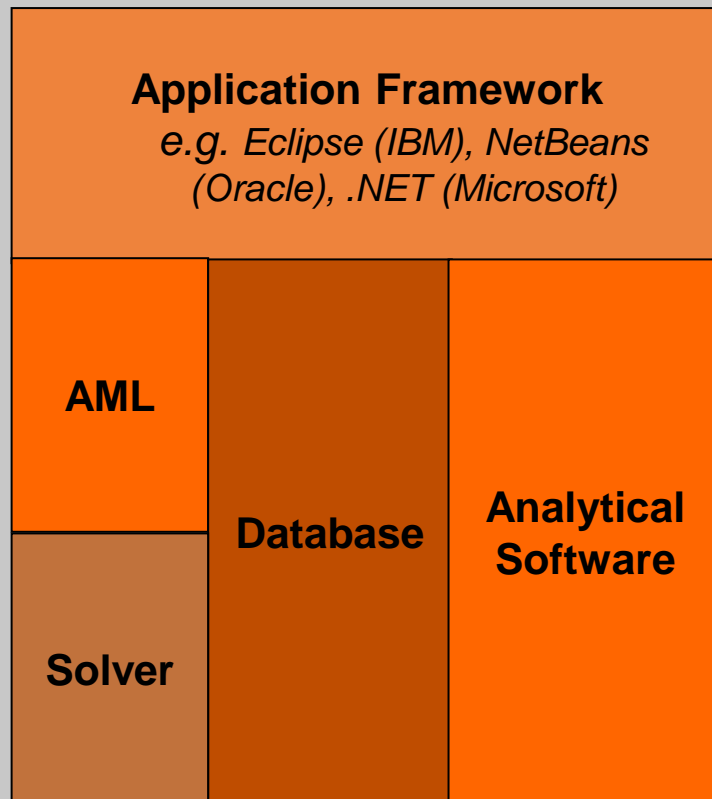 Application Framework
e.g. Eclipse (IBM), NetBeans
(Oracle), .NET (Microsoft)
AML
Database
Analytical
Software
Solver